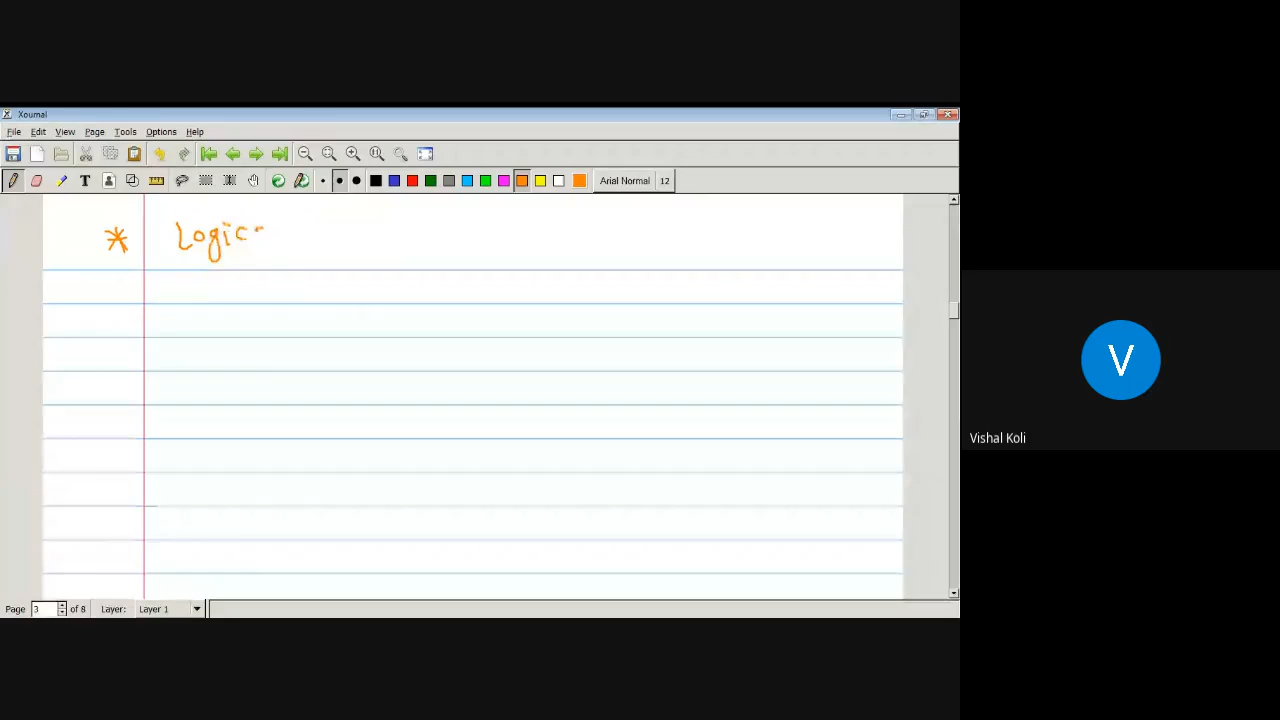 Xournal
File Edit View Page Tools Options Help
Arial Normal 12
* Logic
Page 3 of 8 Layer: Layer 1
V
Vishal Koli